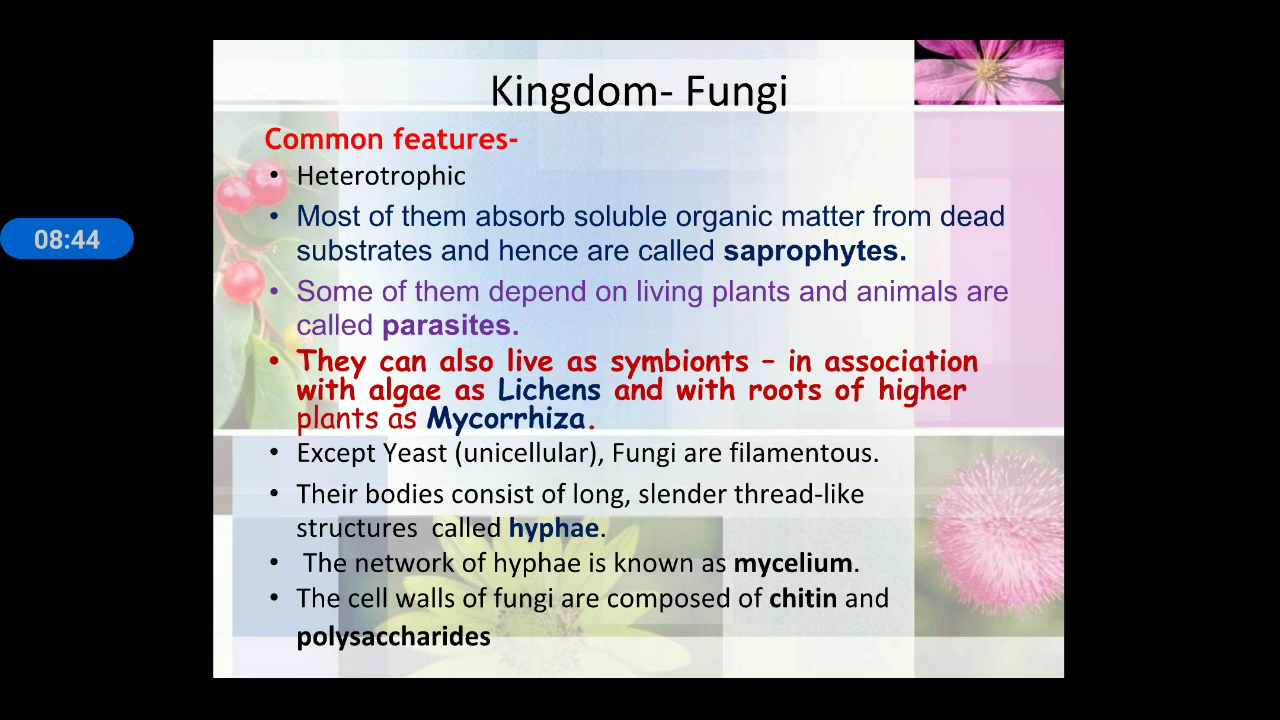 Kingdom- Fungi
Common features-
• Heterotrophic
• Most of them absorb soluble organic matter from dead
substrates and hence are called saprophytes.
08:44
• Some of them depend on living plants and animals are
called parasites.
• They can also live as symbionts – in association
with algae as Lichens and with roots of higher
plants as Mycorrhiza.
• Except Yeast (unicellular), Fungi are filamentous.
• Their bodies consist of long, slender thread-like
structures called hyphae.
• The network of hyphae is known as mycelium.
• The cell walls of fungi are composed of chitin and
polysaccharides